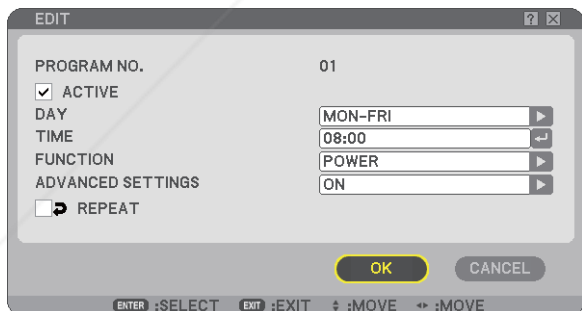 EDIT
PROGRAM NO. 01
ACTIVE
DAY MON-FRI
TIME 08:00
FUNCTION POWER
ADVANCED SETTINGS ON
REPEAT
OK CANCEL
ENTER :SELECT EXIT :EXIT :MOVE :MOVE